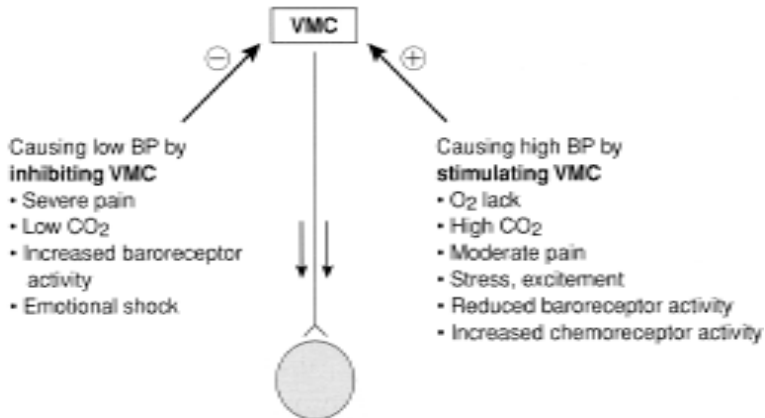 VMC
−
+
Causing low BP by
inhibiting VMC
• Severe pain
• Low CO2
• Increased baroreceptor
activity
• Emotional shock
Causing high BP by
stimulating VMC
• O2 lack
• High CO2
• Moderate pain
• Stress, excitement
• Reduced baroreceptor activity
• Increased chemoreceptor activity